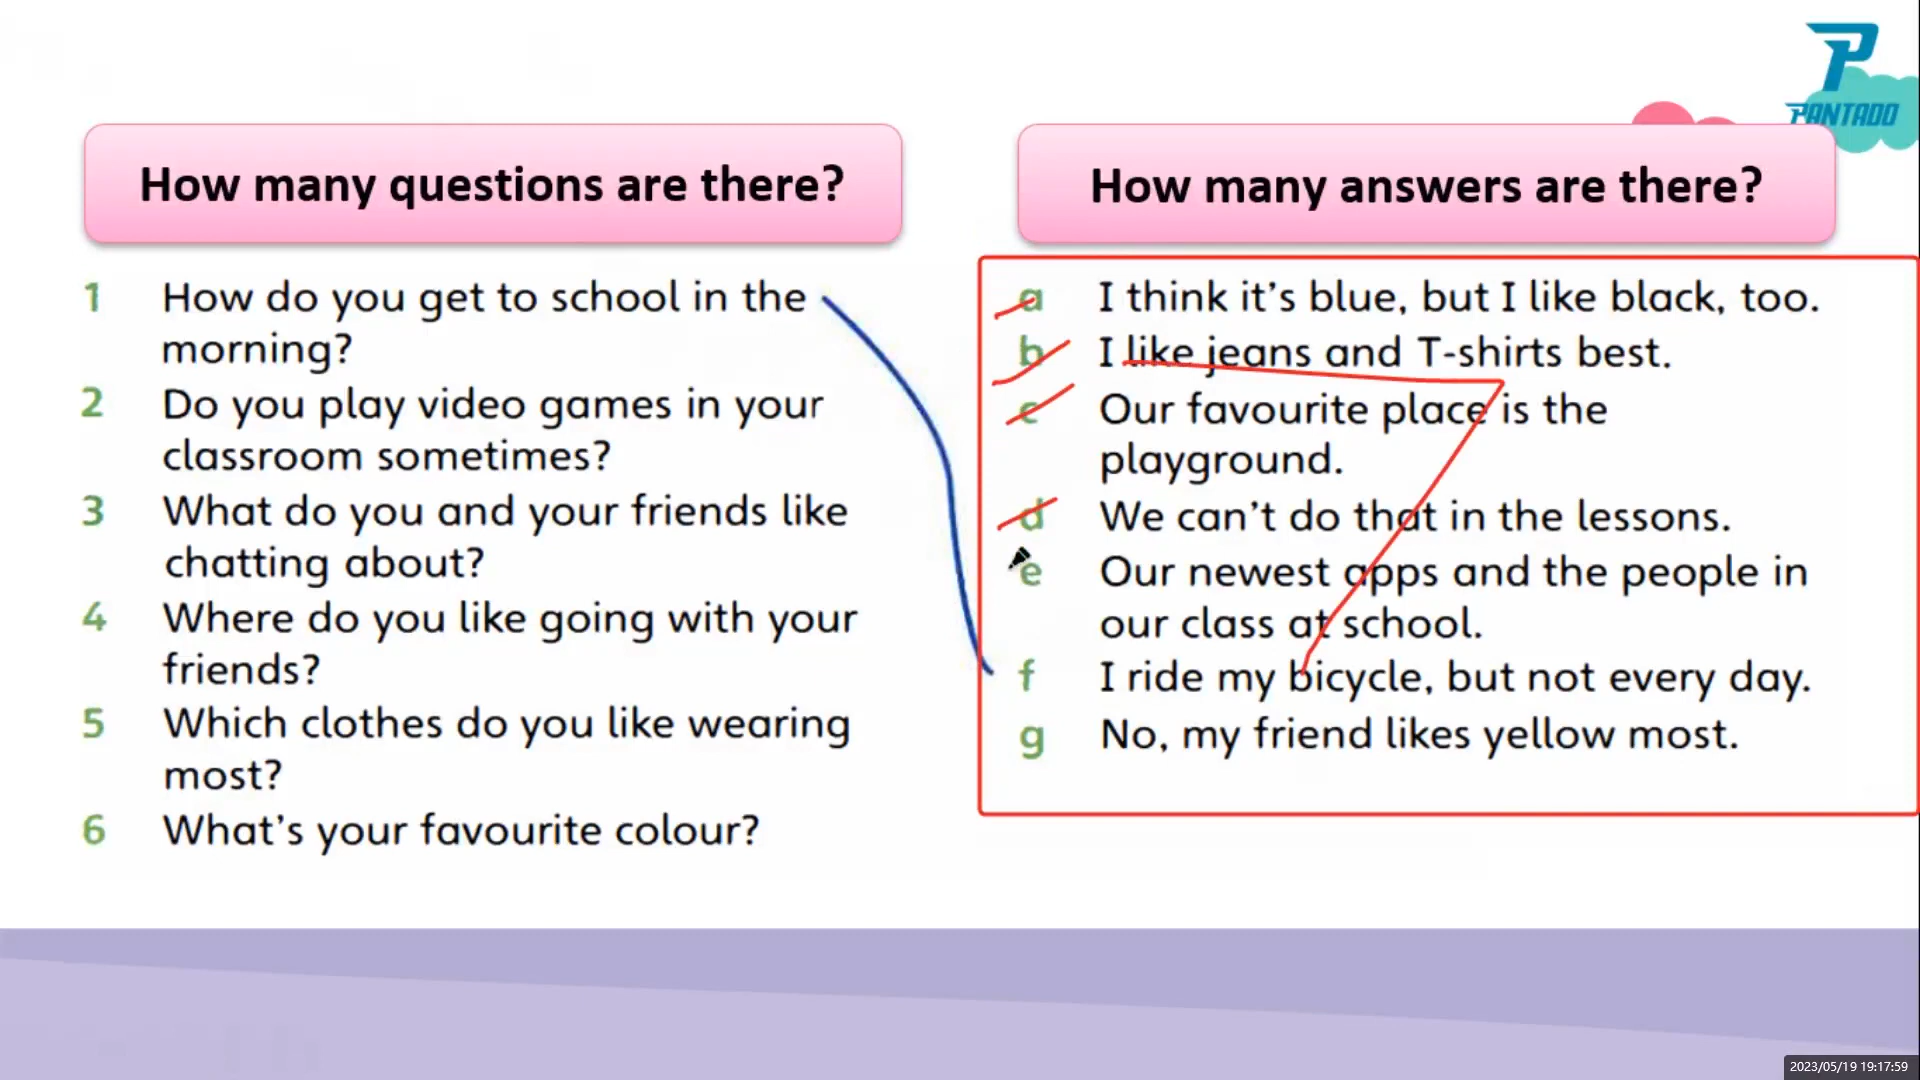 PANTADO
How many questions are there?
How many answers are there?
1 How do you get to school in the
morning?
2 Do you play video games in your
classroom sometimes?
3 What do you and your friends like
chatting about?
4 Where do you like going with your
friends?
5 Which clothes do you like wearing
most?
6 What's your favourite colour?
a I think it's blue, but I like black, too.
b I like jeans and T-shirts best.
c Our favourite place is the
playground.
d We can't do that in the lessons.
e Our newest apps and the people in
our class at school.
f I ride my bicycle, but not every day.
g No, my friend likes yellow most.
2023/05/19 19:17:59